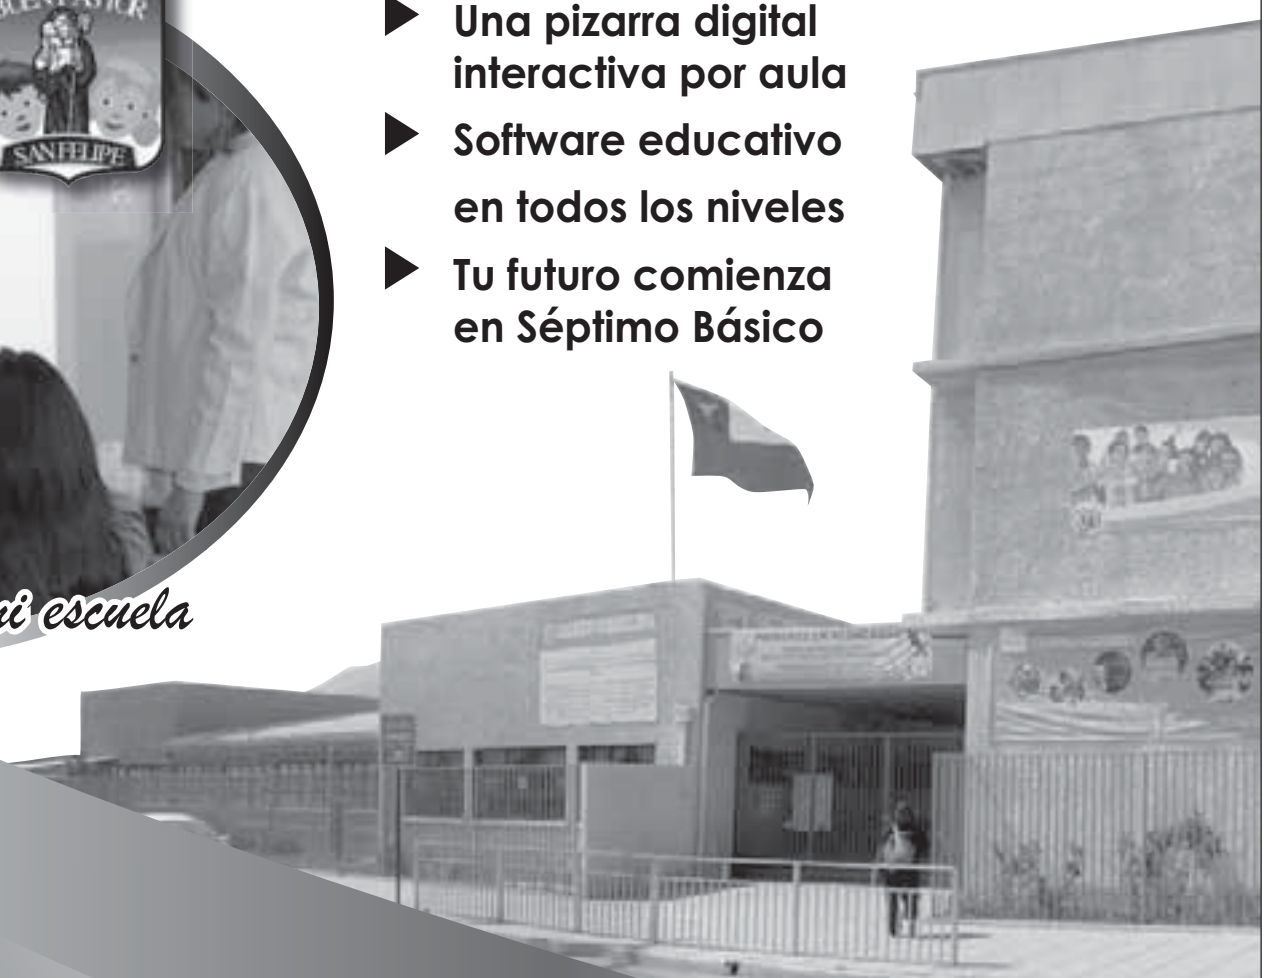 SAN FELIPE
Una pizarra digital
interactiva por aula
Software educativo
en todos los niveles
Tu futuro comienza
en Séptimo Básico
escuela